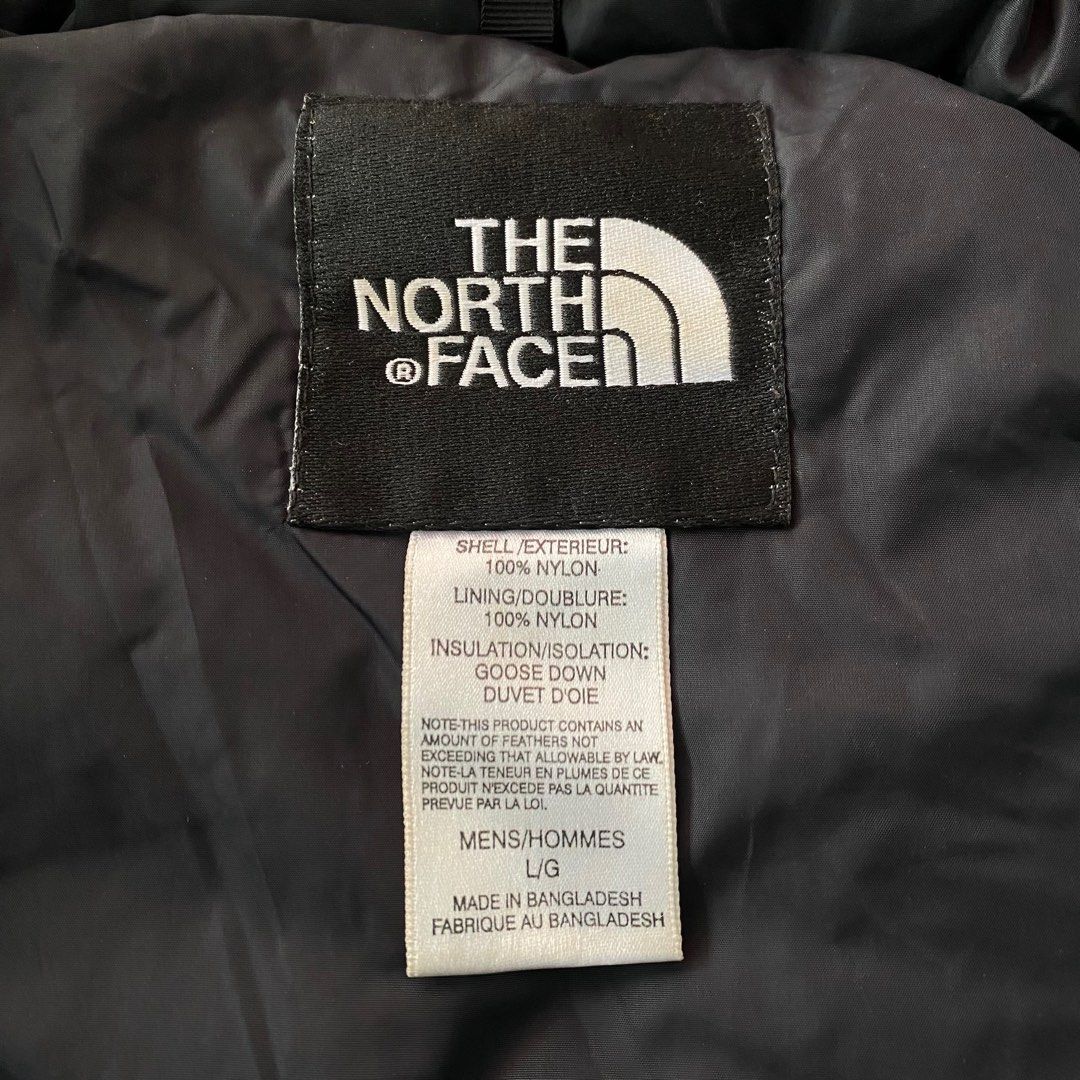 THE
NORTH
® FACE
SHELL/EXTERIEUR:
100% NYLON
LINING/DOUBLURE:
100% NYLON
INSULATION/ISOLATION:
GOOSE DOWN
DUVET D'OIE
NOTE-THIS PRODUCT CONTAINS AN
AMOUNT OF FEATHERS NOT
EXCEEDING THAT ALLOWABLE BY LAW.
NOTE-LA TENEUR EN PLUMES DE CE
PRODUIT N'EXCEDE PAS LA QUANTITE
PREVUE PAR LA LOI.
MENS/HOMMES
L/G
MADE IN BANGLADESH
FABRIQUE AU BANGLADESH